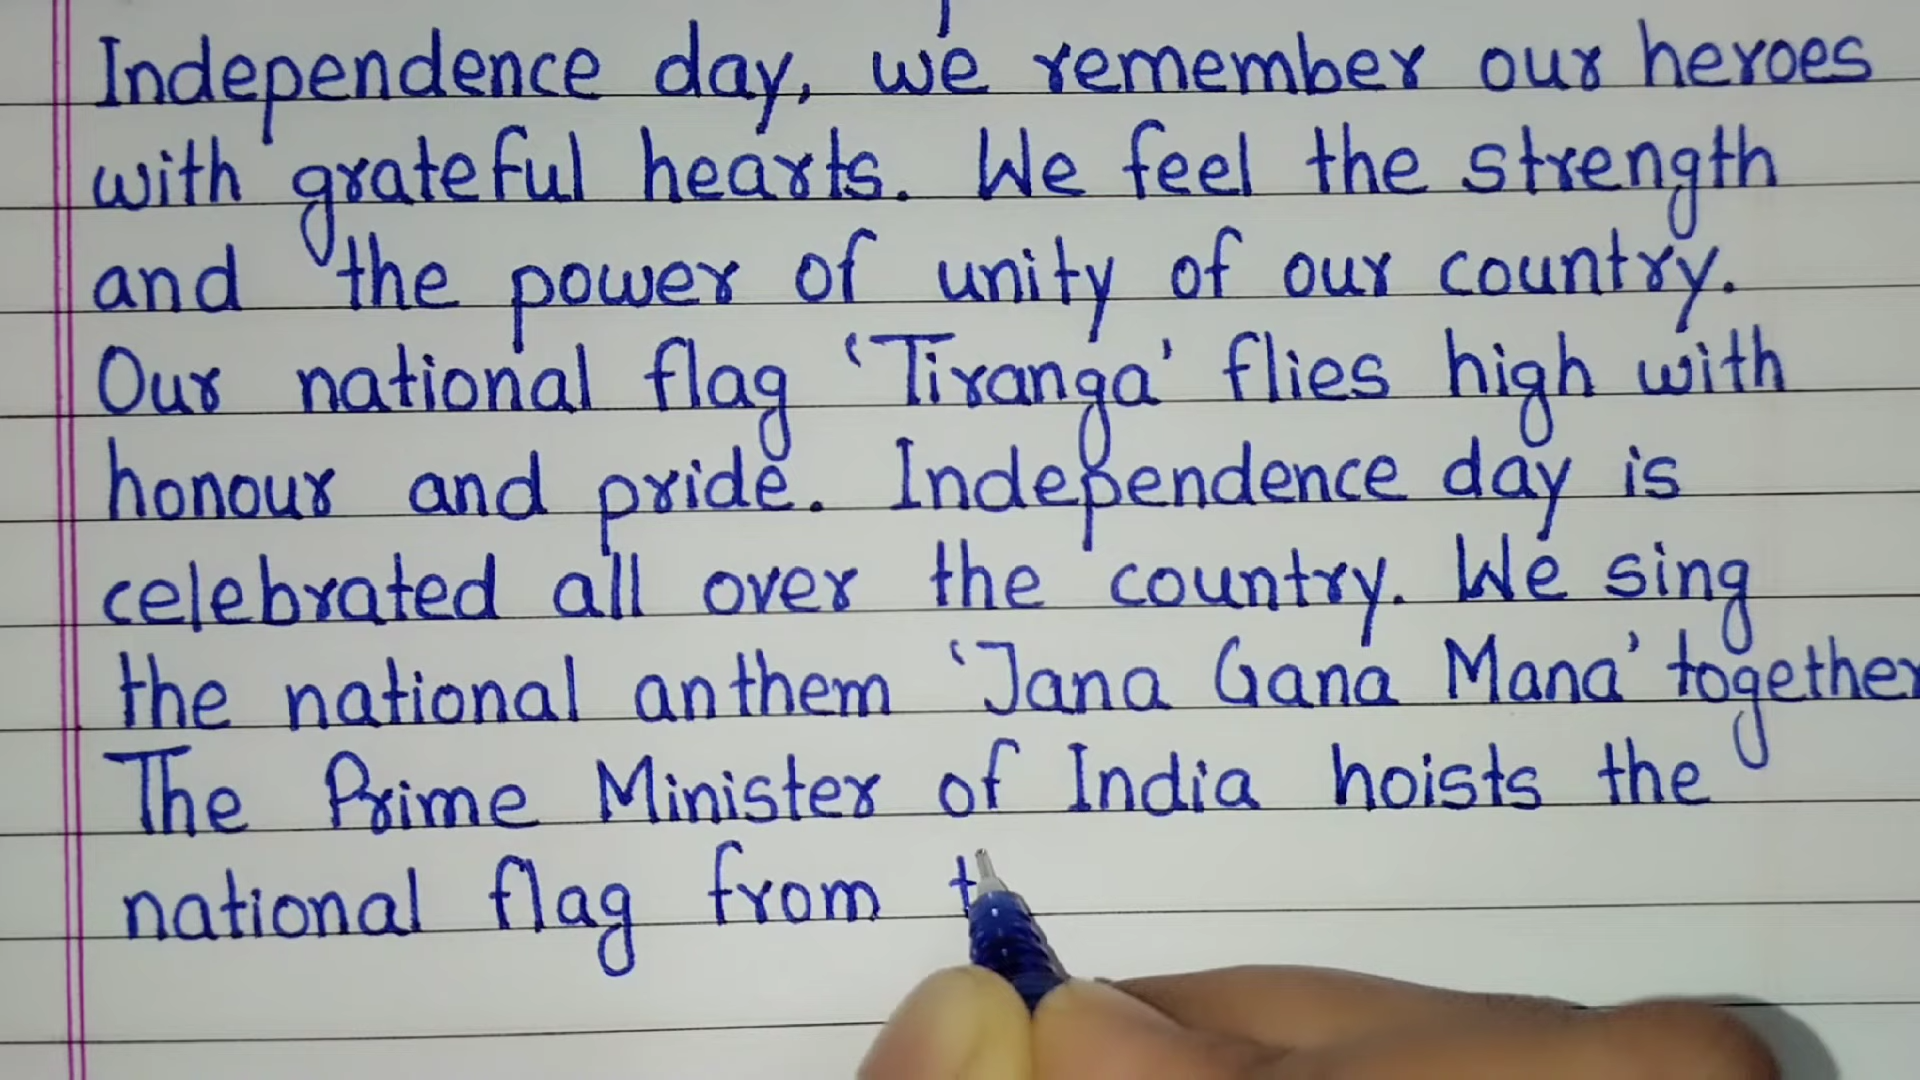 Independence day, we remember our heroes
with grateful hearts. We feel the strength
and the power of unity of our country.
Our national flag 'Tiranga' flies high with
honour and pride. Independence day is
celebrated all over the country. We sing
the national anthem 'Jana Gana Mana' together
The Prime Minister of India hoists the
national flag from t